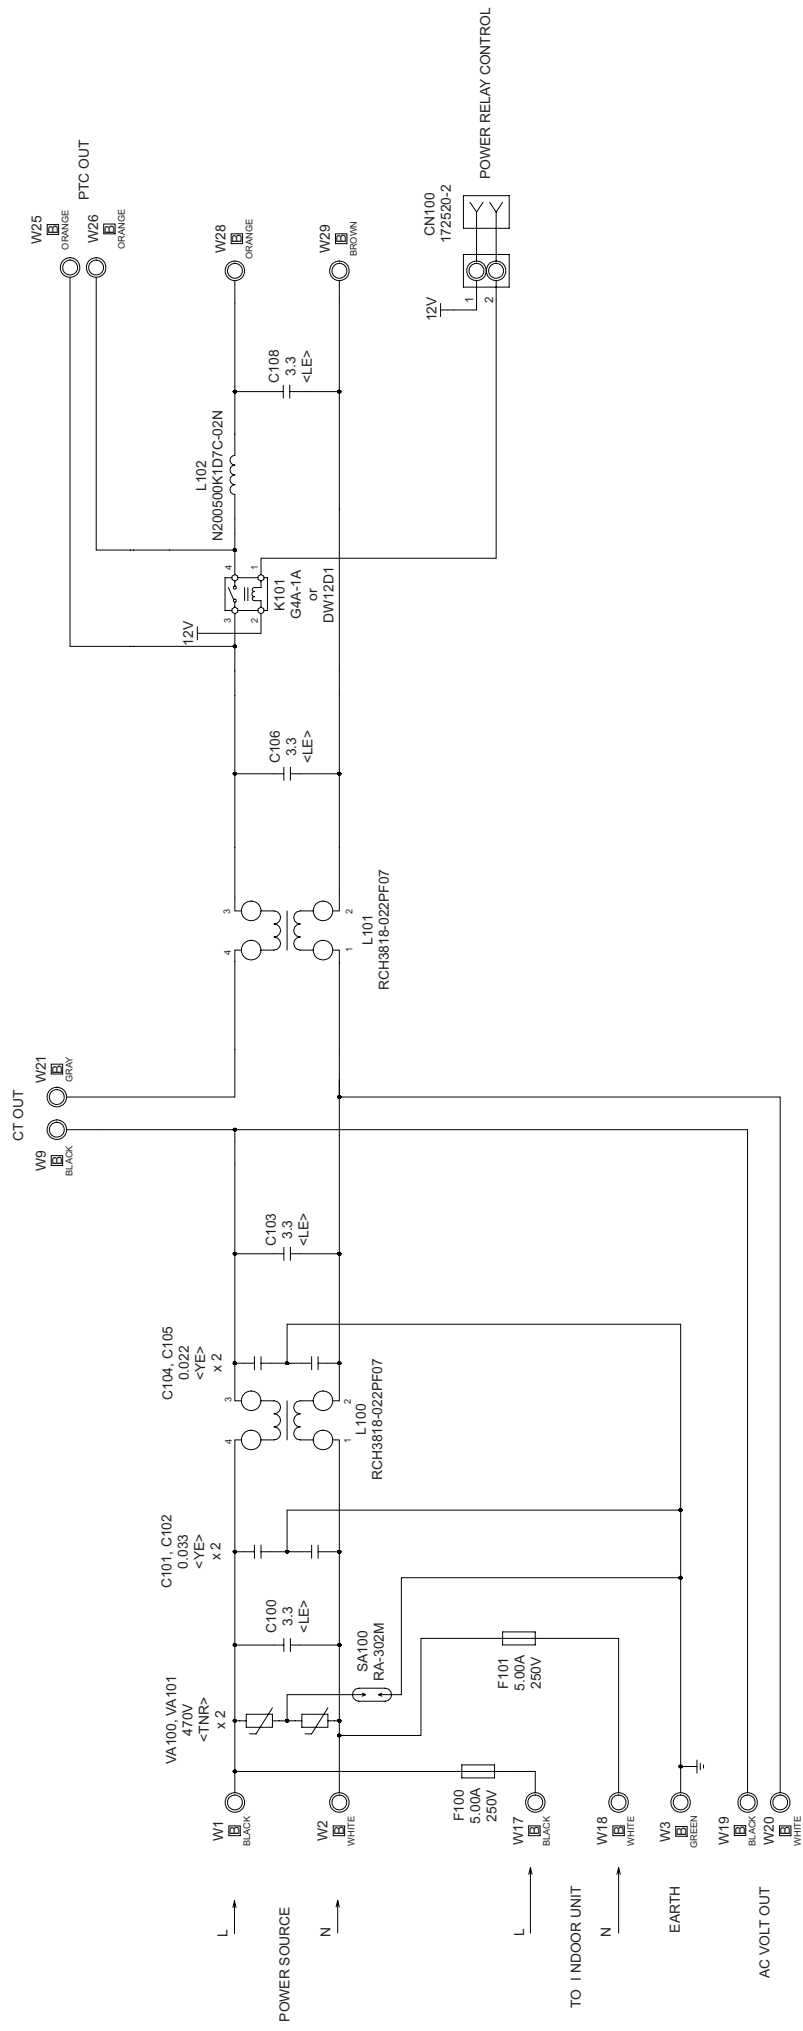 PTC OUT
W25
B
ORANGE
W26
B
ORANGE
W28
B
ORANGE
W29
B
BROWN
POWER RELAY CONTROL
CN100
172520-2
12V
1
2
C108
3.3
<LE>
L102
N200500K1D7C-02N
4
1
3
2
K101
G4A-1A
or
DW12D1
12V
C106
3.3
<LE>
3
4
2
1
L101
RCH3818-022PF07
CT OUT
W21
B
GRAY
W9
B
BLACK
C103
3.3
<LE>
C104, C105
0.022
<YE>
x 2
3
4
2
1
L100
RCH3818-022PF07
C101, C102
0.033
<YE>
x 2
C100
3.3
<LE>
SA100
RA-302M
VA100, VA101
470V
<TNR>
x 2
F101
5.00A
250V
F100
5.00A
250V
W1
B
BLACK
W2
B
WHITE
W17
B
BLACK
W18
B
WHITE
W3
B
GREEN
W19
B
BLACK
W20
B
WHITE
L
POWER SOURCE
N
L
TO I NDOOR UNIT
N
EARTH
AC VOLT OUT